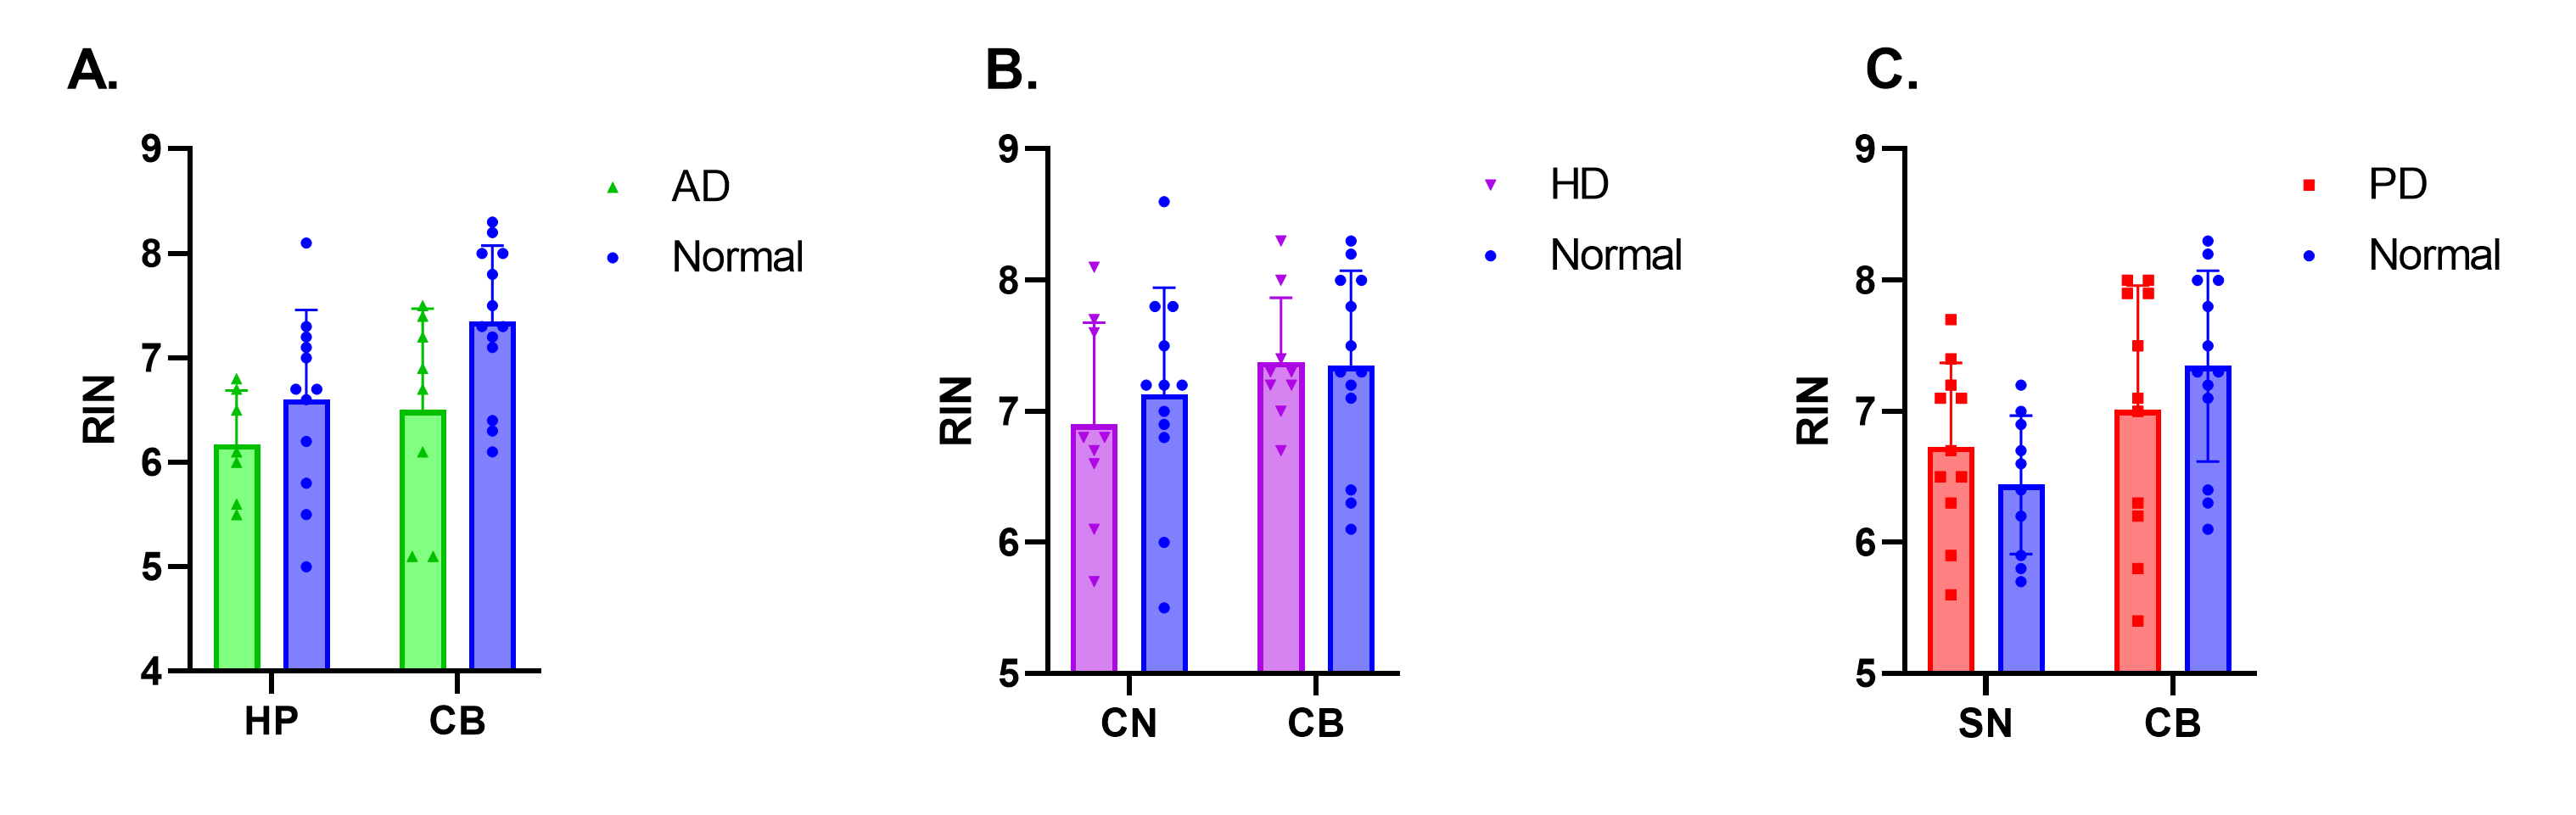 A.
RIN
9
8
7
6
5
4
HP
CB
AD
Normal
B.
RIN
9
8
7
6
5
CN
CB
HD
Normal
C.
RIN
9
8
7
6
5
SN
CB
PD
Normal